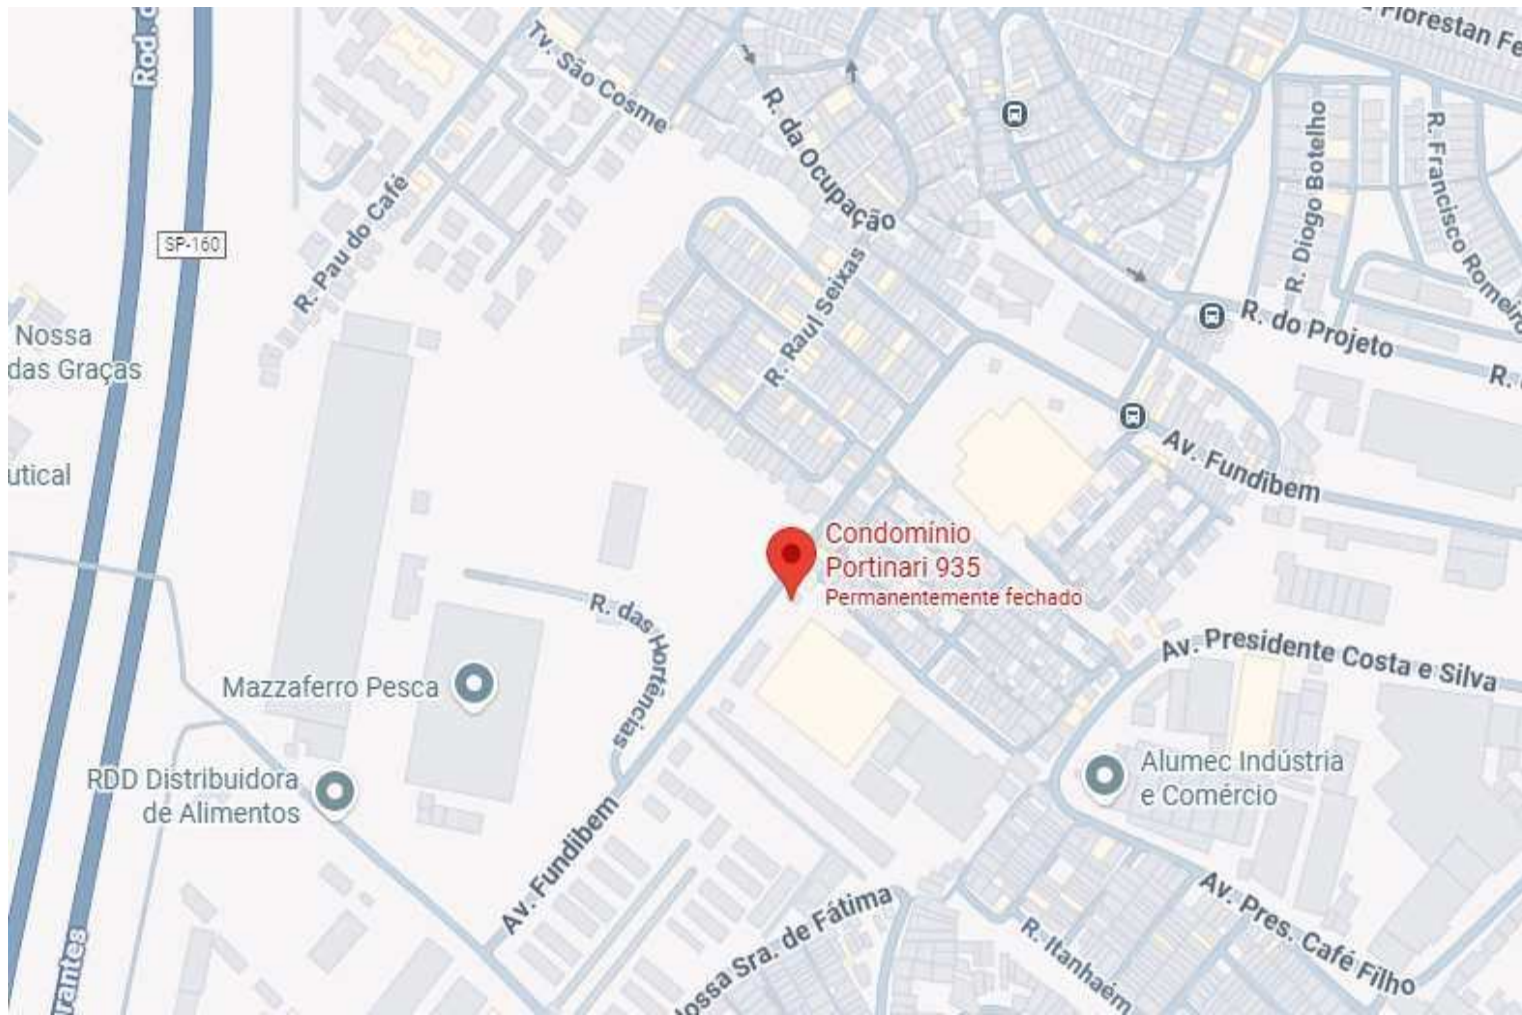 Rod. d
Tv. São Cosme
Florestan Fe
R. da Ocupação
R. Diogo Botelho
R. Francisco Romeiro
R. Pau do Café
SP-160
R. Raul Seixas
R. do Projeto
R.
Nossa
das Graças
utical
Av. Fundibem
Condomínio
Portinari 935
Permanentemente fechado
R. das Hortências
Av. Presidente Costa e Silva
Mazzaferro Pesca
RDD Distribuidora
de Alimentos
Alumec Indústria
e Comércio
Av. Fundibem
Av. Pres. Café Filho
Nossa Sra. de Fátima
R. Itanhaém
rantes